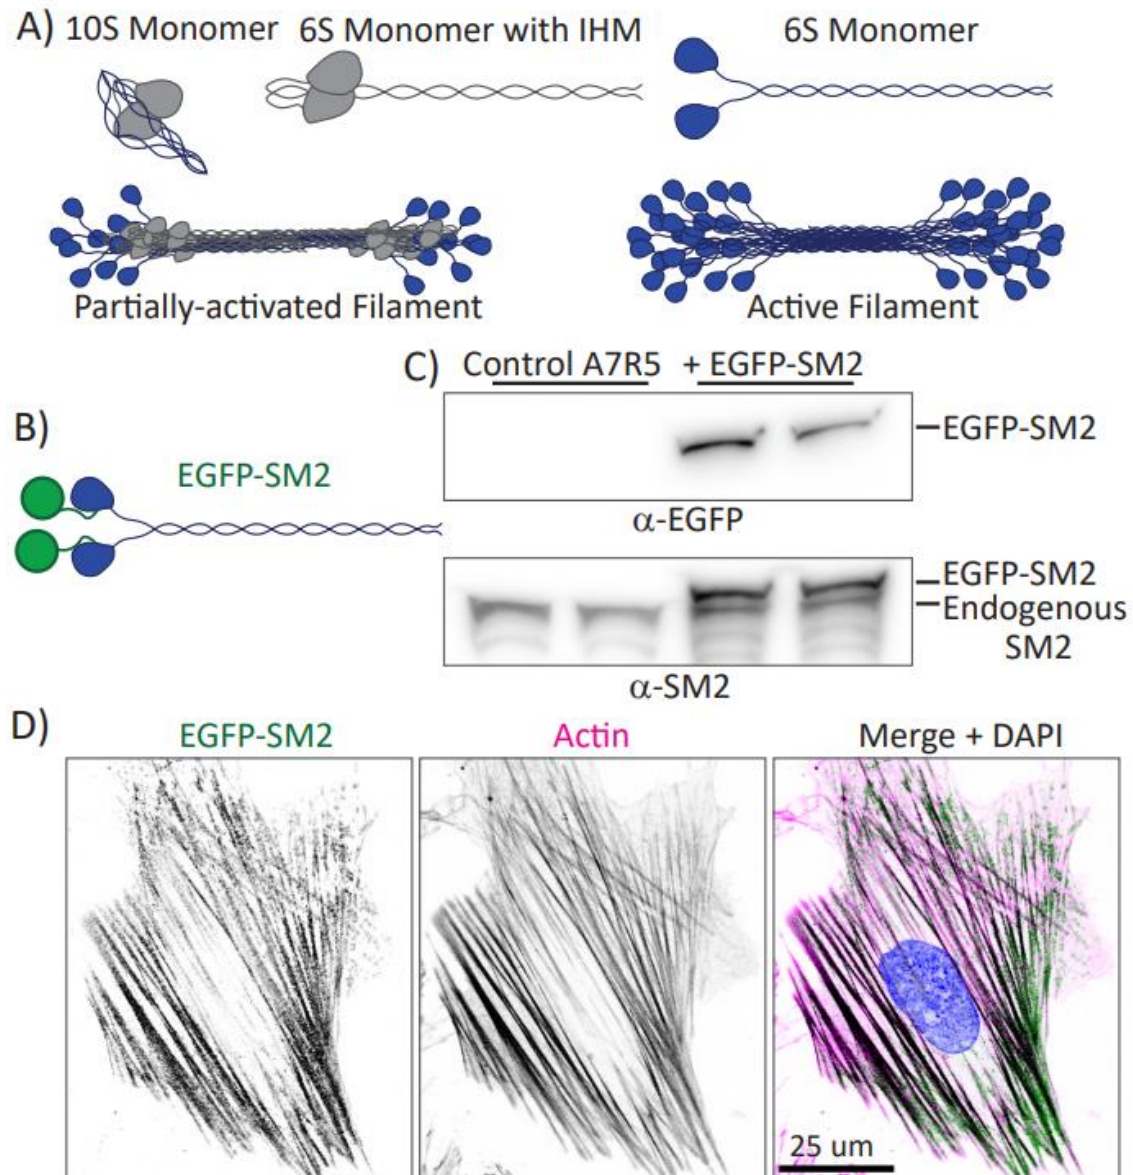 A) 10S Monomer 6S Monomer with IHM 6S Monomer
Partially-activated Filament Active Filament
C) Control A7R5 + EGFP-SM2
EGFP-SM2
α-EGFP
B)
EGFP-SM2
EGFP-SM2
Endogenous
SM2
α-SM2
D) EGFP-SM2 Actin Merge + DAPI
25 um